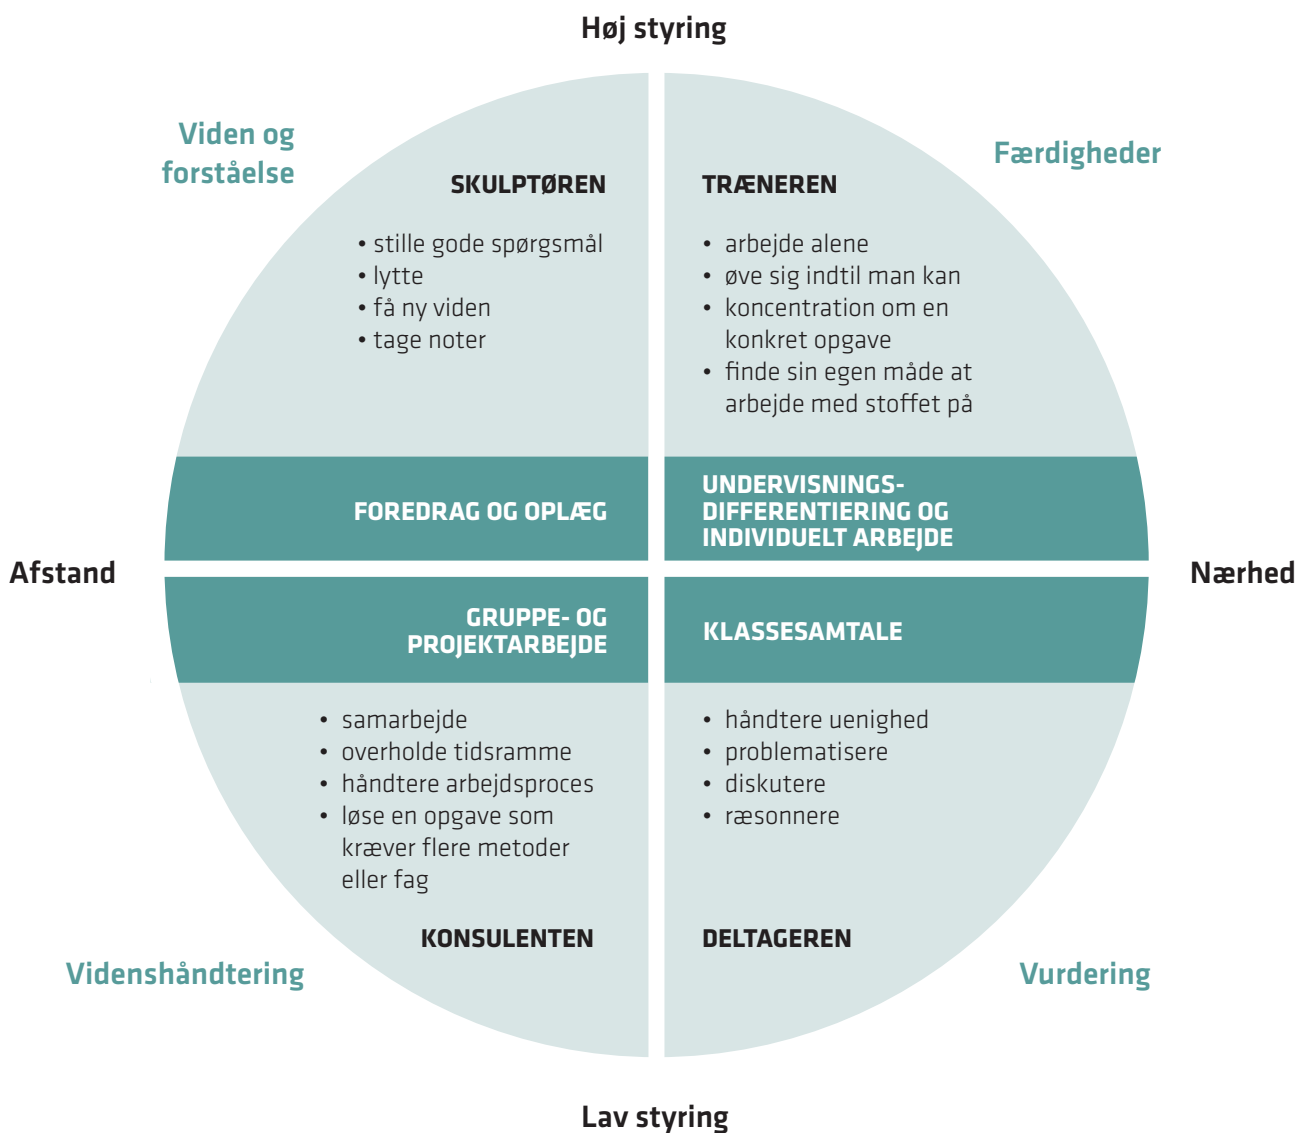 Høj styring
Viden og
forståelse
Færdigheder
SKULPTØREN
• stille gode spørgsmål
• lytte
• få ny viden
• tage noter
TRÆNEREN
• arbejde alene
• øve sig indtil man kan
• koncentration om en
konkret opgave
• finde sin egen måde at
arbejde med stoffet på
FOREDRAG OG OPLÆG
UNDERVISNINGS-
DIFFERENTIERING OG
INDIVIDUELT ARBEJDE
Afstand
Nærhed
GRUPPE- OG
PROJEKTARBEJDE
KLASSESAMTALE
• samarbejde
• overholde tidsramme
• håndtere arbejdsproces
• løse en opgave som
kræver flere metoder
eller fag
KONSULENTEN
• håndtere uenighed
• problematisere
• diskutere
• ræsonnere
DELTAGEREN
Videnshåndtering
Vurdering
Lav styring